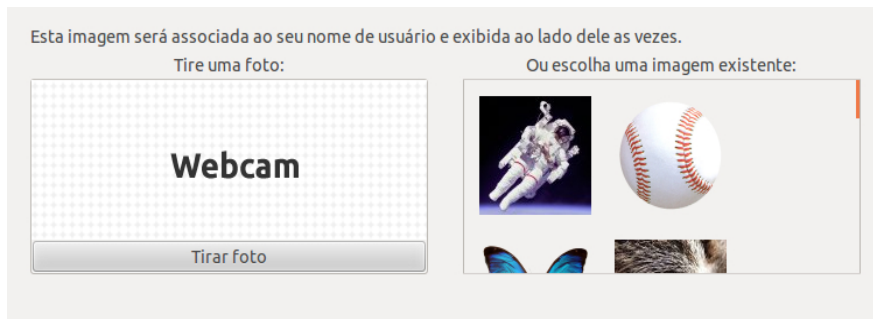 Esta imagem será associada ao seu nome de usuário e exibida ao lado dele as vezes.
Tire uma foto:
Ou escolha uma imagem existente:
Webcam
Tirar foto